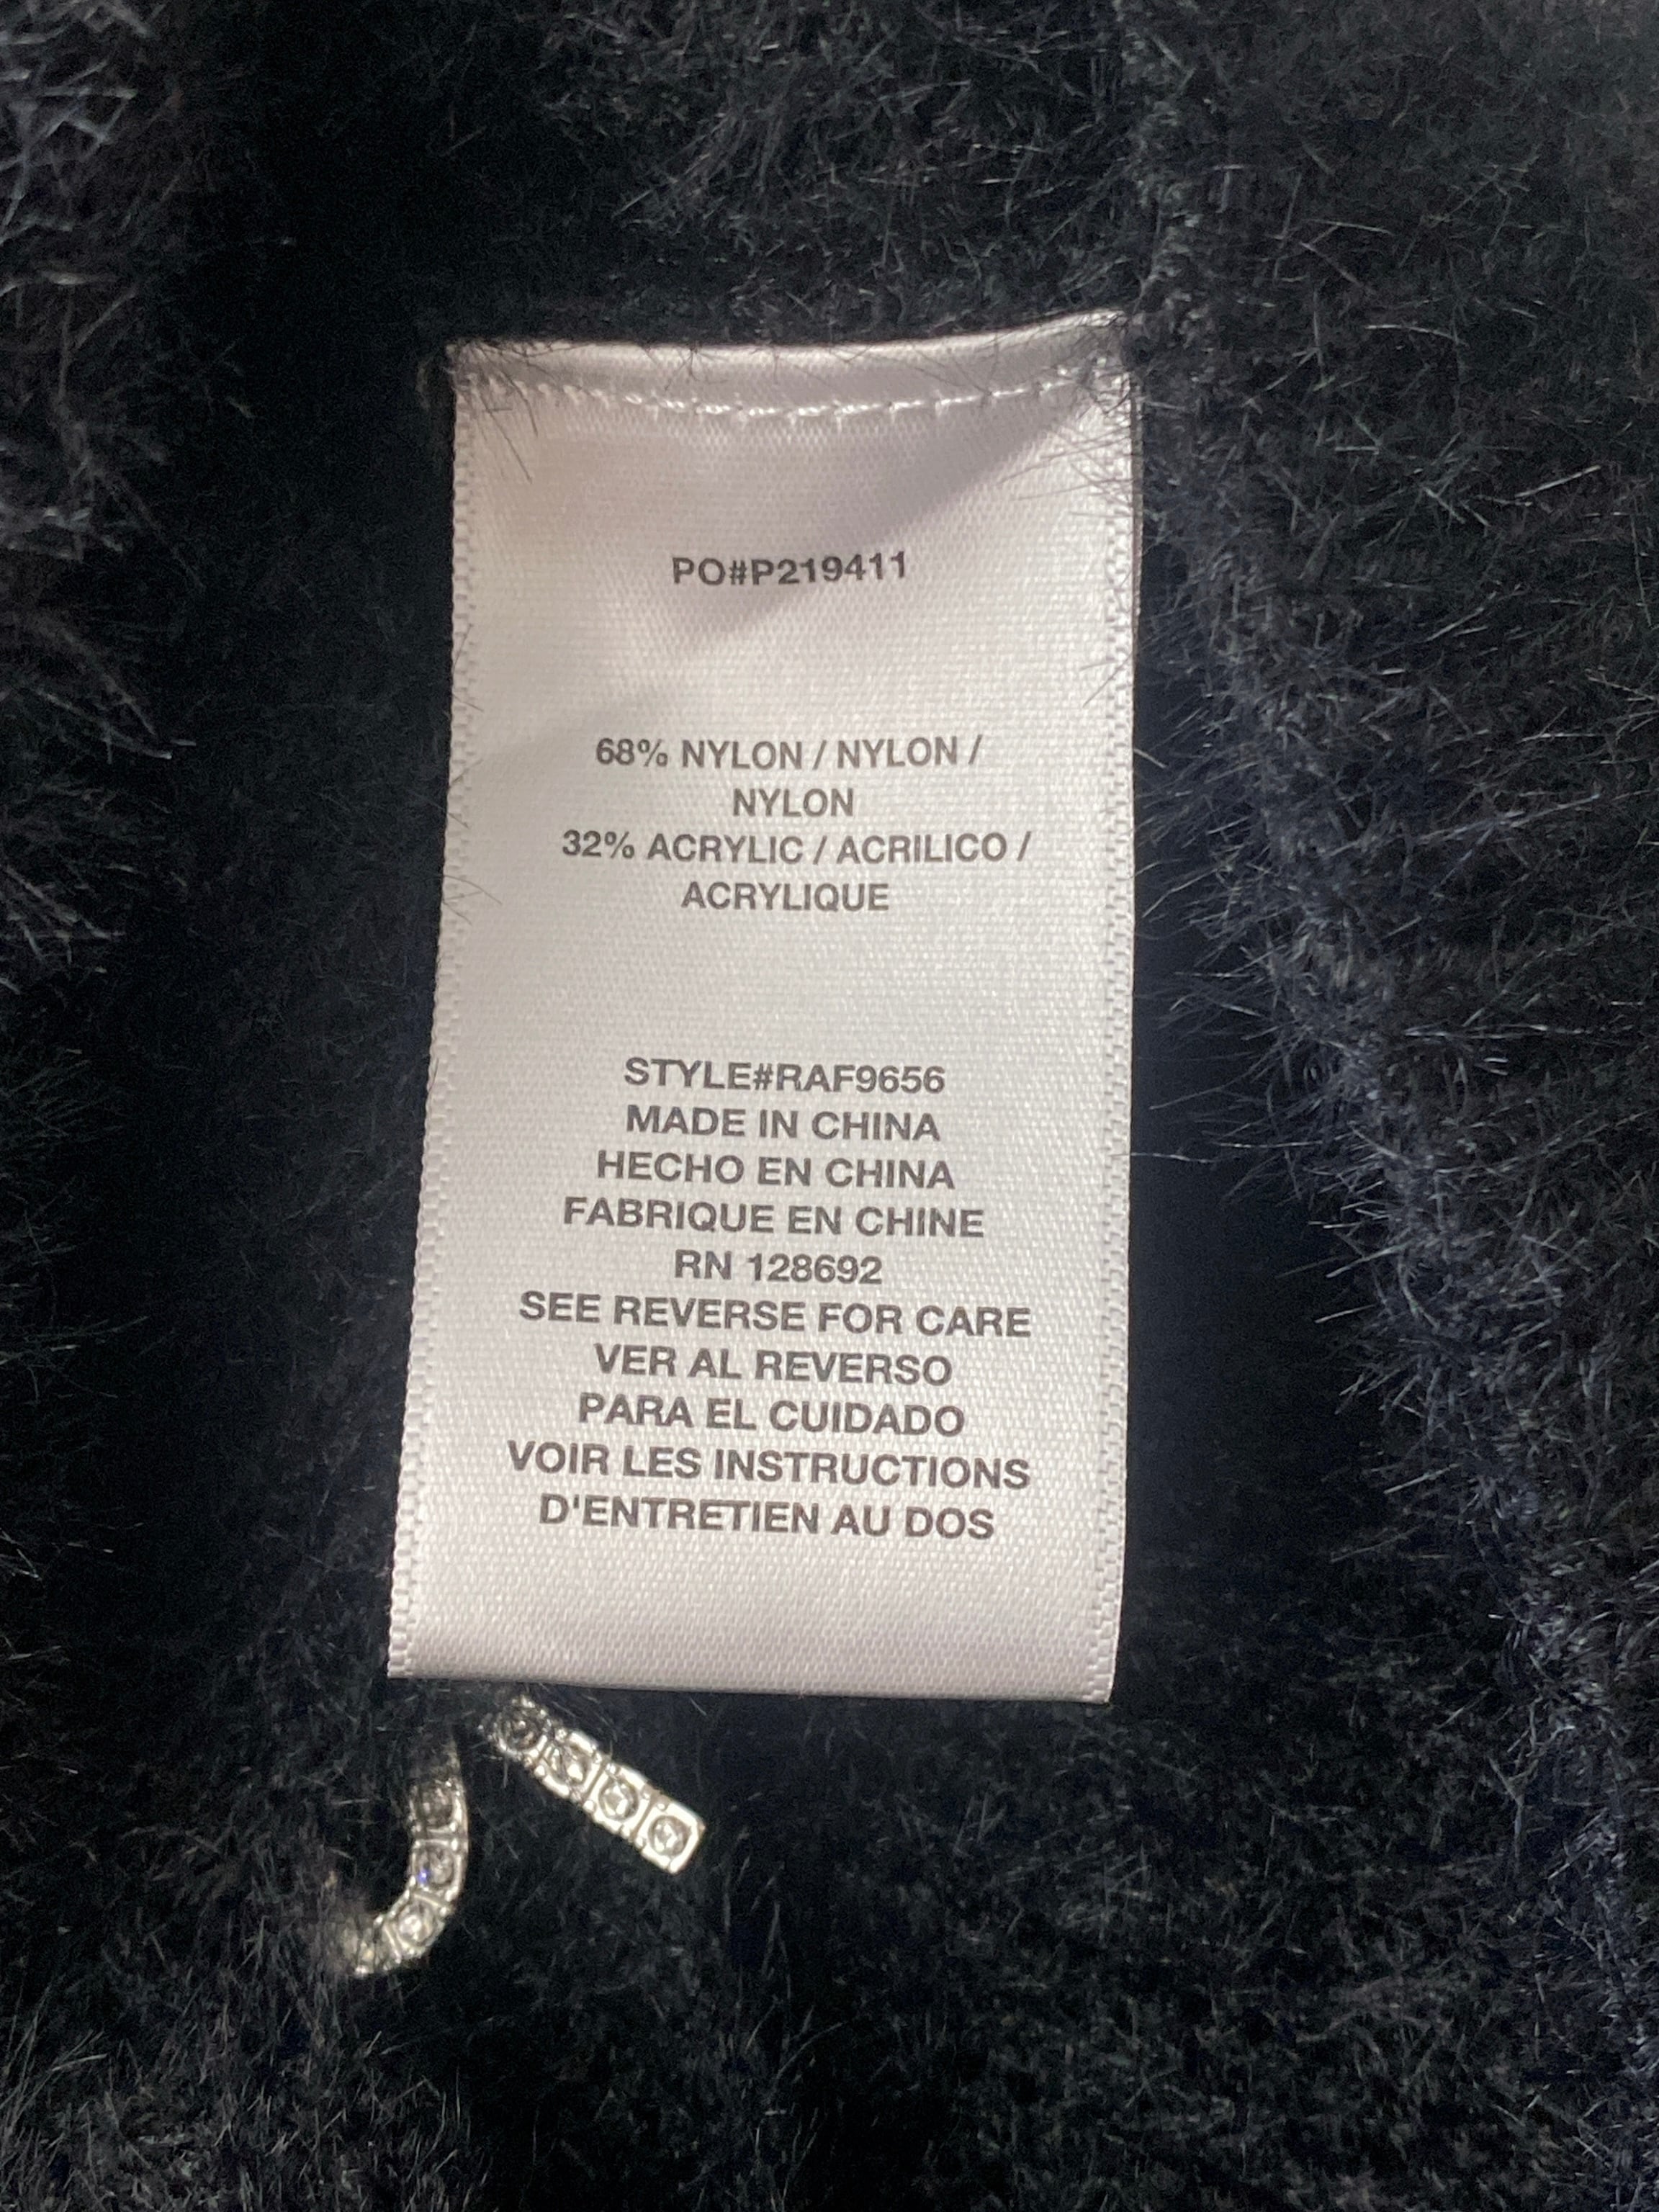 PO#P219411
68% NYLON / NYLON /
NYLON
32% ACRYLIC / ACRILICO /
ACRYLIQUE
STYLE#RAF9656
MADE IN CHINA
HECHO EN CHINA
FABRIQUE EN CHINE
RN 128692
SEE REVERSE FOR CARE
VER AL REVERSO
PARA EL CUIDADO
VOIR LES INSTRUCTIONS
D'ENTRETIEN AU DOS